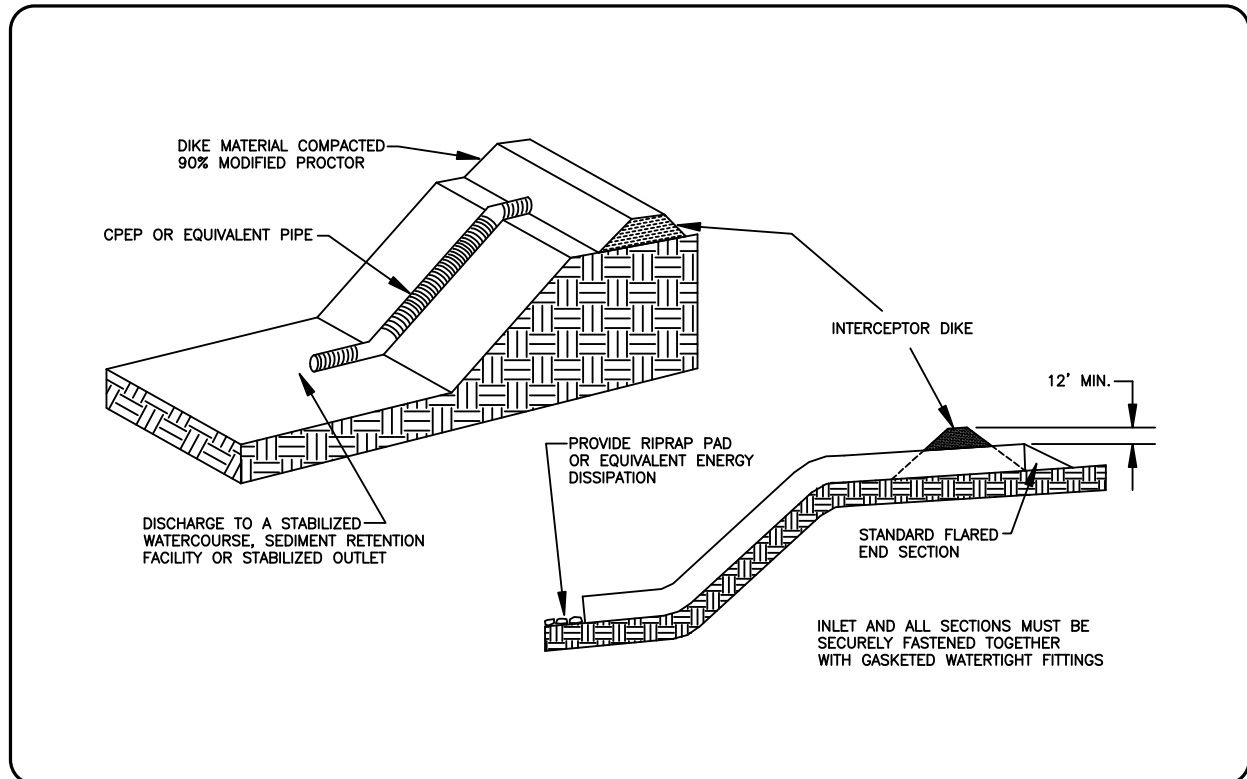 DIKE MATERIAL COMPACTED
90% MODIFIED PROCTOR
CPEP OR EQUIVALENT PIPE
INTERCEPTOR DIKE
12' MIN.
PROVIDE RIPRAP PAD
OR EQUIVALENT ENERGY
DISSIPATION
DISCHARGE TO A STABILIZED
WATERCOURSE, SEDIMENT RETENTION
FACILITY OR STABILIZED OUTLET
STANDARD FLARED
END SECTION
INLET AND ALL SECTIONS MUST BE
SECURELY FASTENED TOGETHER
WITH GASKETED WATERTIGHT FITTINGS